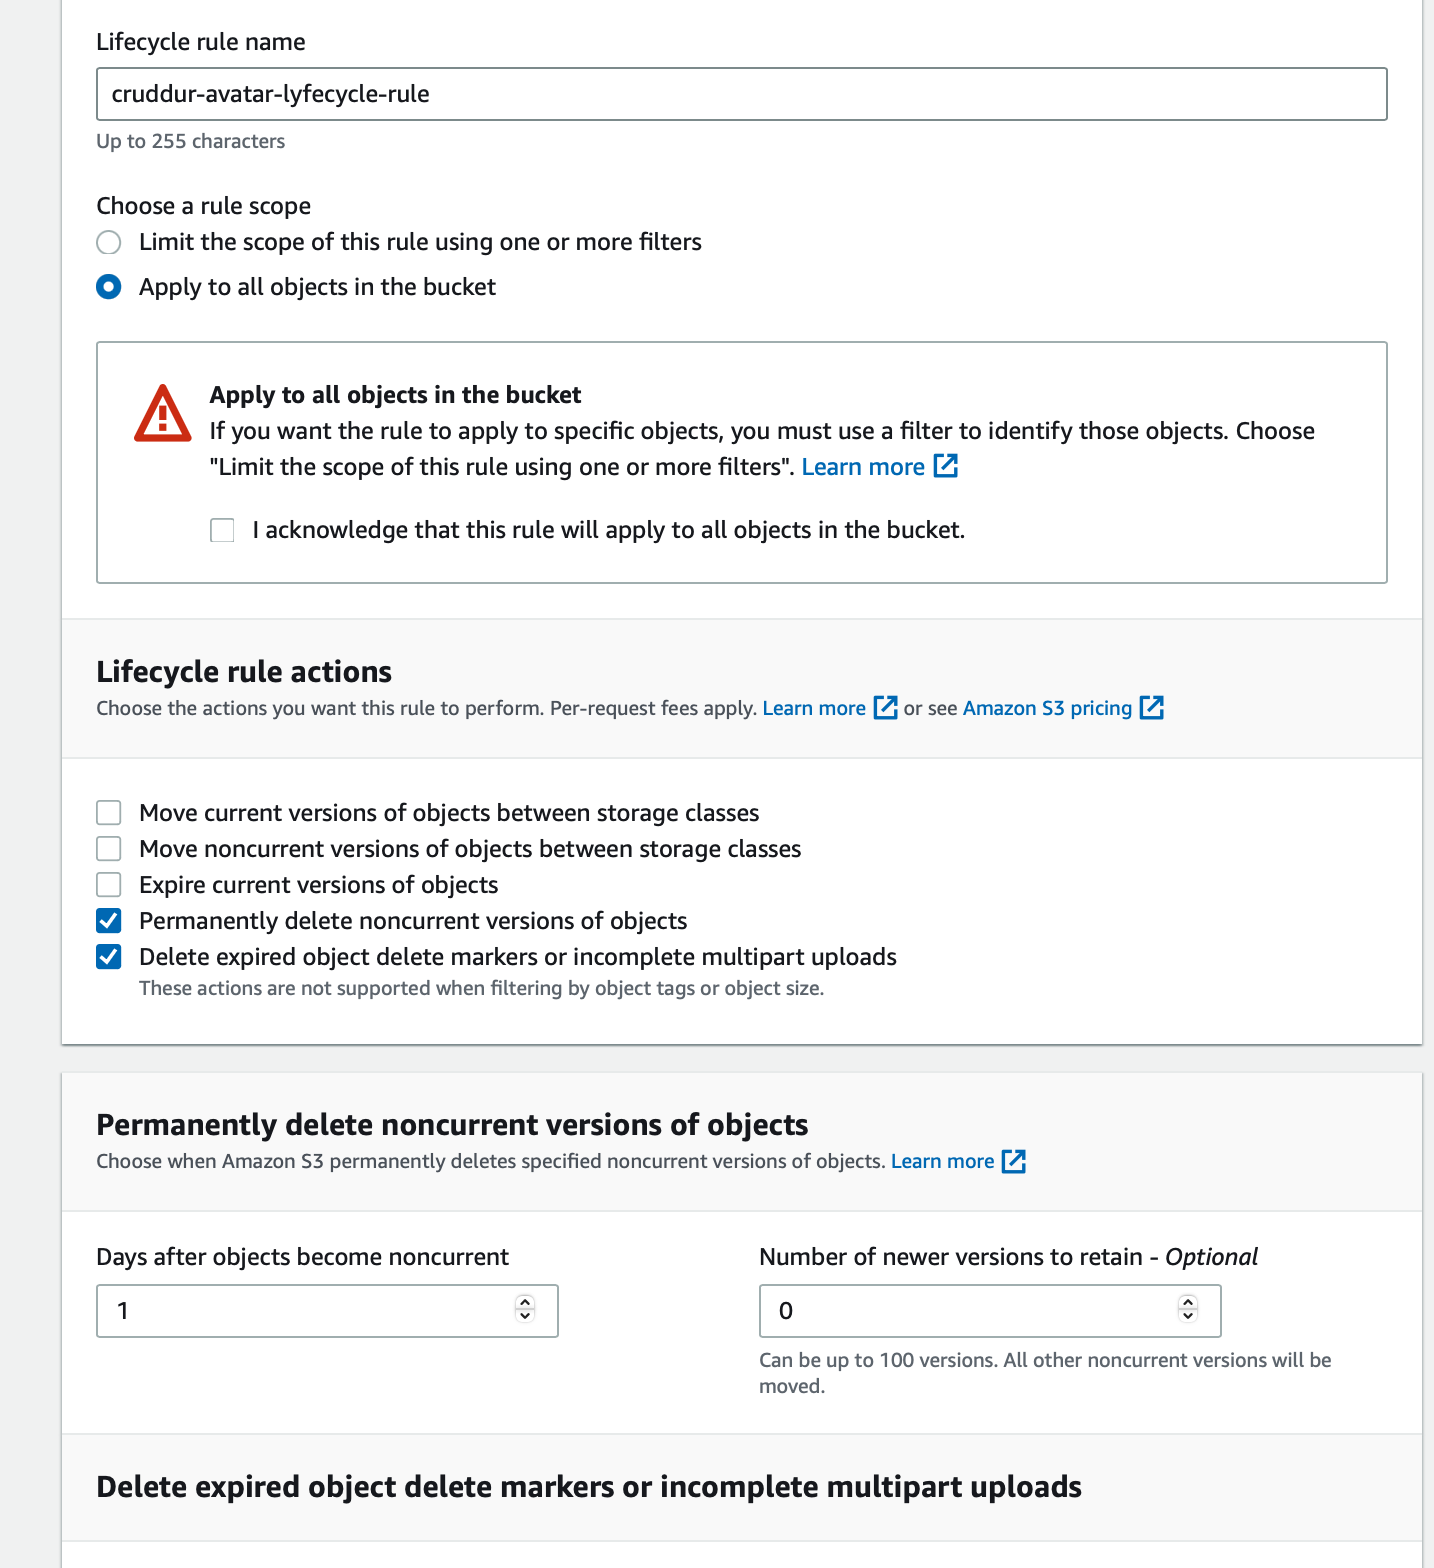 Lifecycle rule name
cruddur-avatar-lyfecycle-rule
Up to 255 characters
Choose a rule scope
Limit the scope of this rule using one or more filters
Apply to all objects in the bucket
Apply to all objects in the bucket
If you want the rule to apply to specific objects, you must use a filter to identify those objects. Choose
"Limit the scope of this rule using one or more filters". Learn more
I acknowledge that this rule will apply to all objects in the bucket.
Lifecycle rule actions
Choose the actions you want this rule to perform. Per-request fees apply. Learn more or see Amazon S3 pricing
Move current versions of objects between storage classes
Move noncurrent versions of objects between storage classes
Expire current versions of objects
Permanently delete noncurrent versions of objects
Delete expired object delete markers or incomplete multipart uploads
These actions are not supported when filtering by object tags or object size.
Permanently delete noncurrent versions of objects
Choose when Amazon S3 permanently deletes specified noncurrent versions of objects. Learn more
Days after objects become noncurrent
1
Number of newer versions to retain - Optional
0
Can be up to 100 versions. All other noncurrent versions will be
moved.
Delete expired object delete markers or incomplete multipart uploads